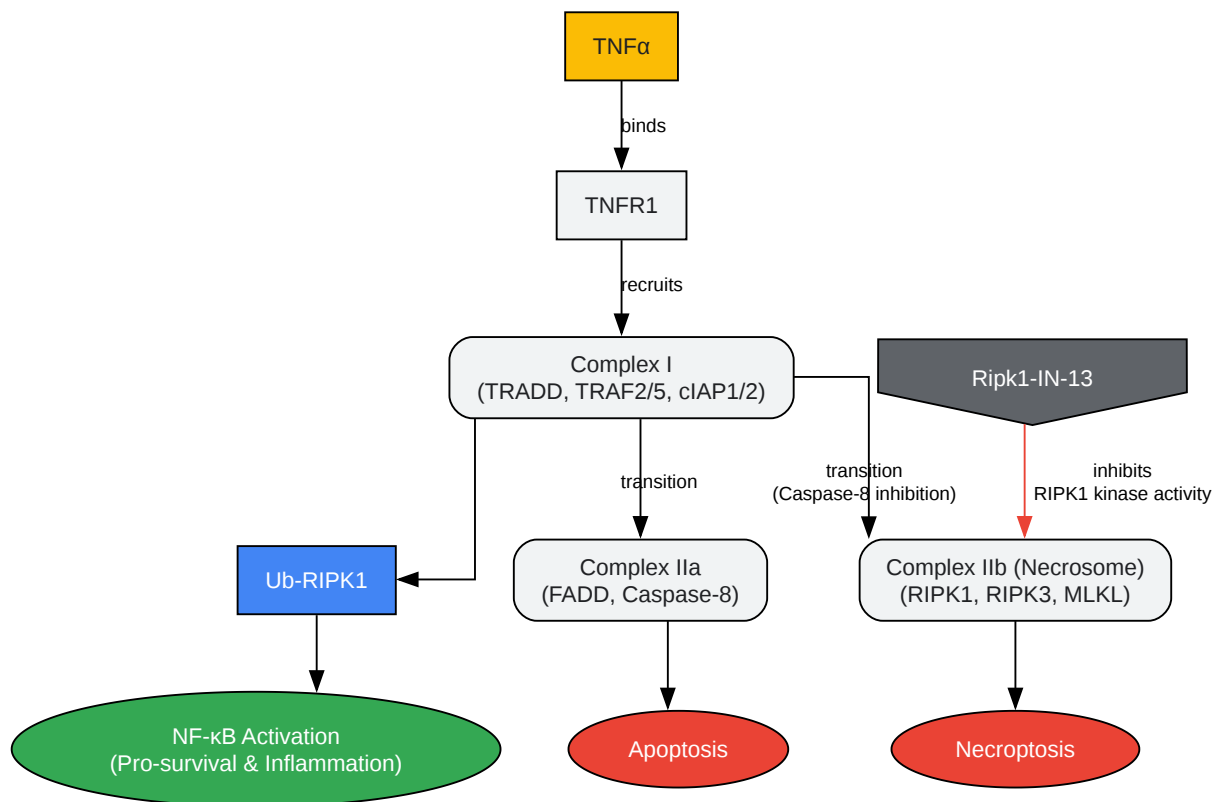 TNFα
binds
TNFR1
recruits
Complex I
(TRADD, TRAF2/5, cIAP1/2)
Ripk1-IN-13
transition
transition
(Caspase-8 inhibition)
inhibits
RIPK1 kinase activity
Ub-RIPK1
Complex IIa
(FADD, Caspase-8)
Complex IIb (Necrosome)
(RIPK1, RIPK3, MLKL)
NF-κB Activation
(Pro-survival & Inflammation)
Apoptosis
Necroptosis